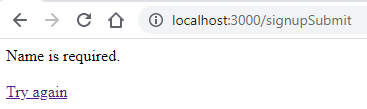 localhost:3000/signupSubmit
Name is required.
Try again